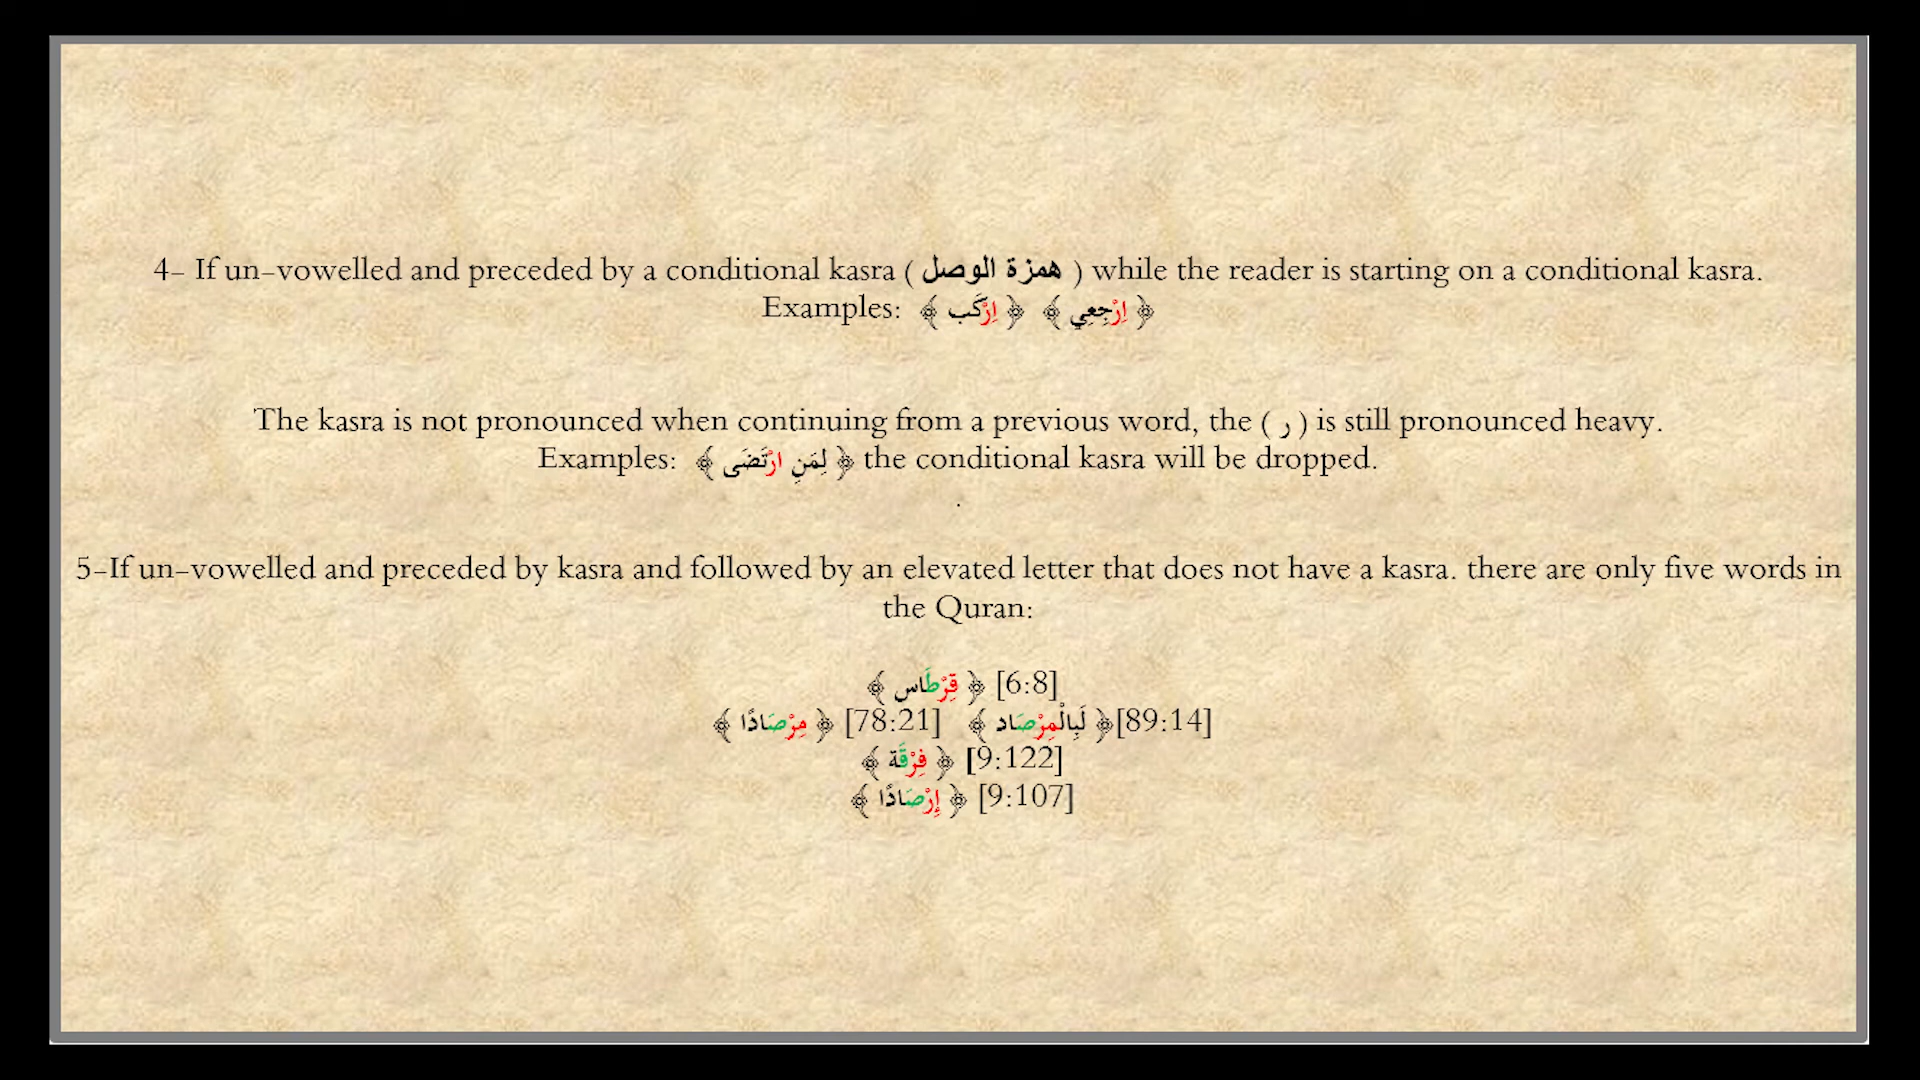 4- If un-vowelled and preceded by a conditional kasra ( همزة الوصل ) while the reader is starting on a conditional kasra.
Examples: ﴿ اِرْكَب ﴾ ﴿ اِرْجِعِي ﴾
The kasra is not pronounced when continuing from a previous word, the ( ر ) is still pronounced heavy.
Examples: ﴿ لِمَنِ ارْتَضَى ﴾ the conditional kasra will be dropped.
.
5-If un-vowelled and preceded by kasra and followed by an elevated letter that does not have a kasra. there are only five words in
the Quran:
﴿ قِرْطَاس ﴾ [6:8]
﴿ مِرْصَادًا ﴾ [78:21] ﴿ لَبِالْمِرْصَاد ﴾[89:14]
﴿ فِرْقَة ﴾ [9:122]
﴿ إِرْصَادًا ﴾ [9:107]